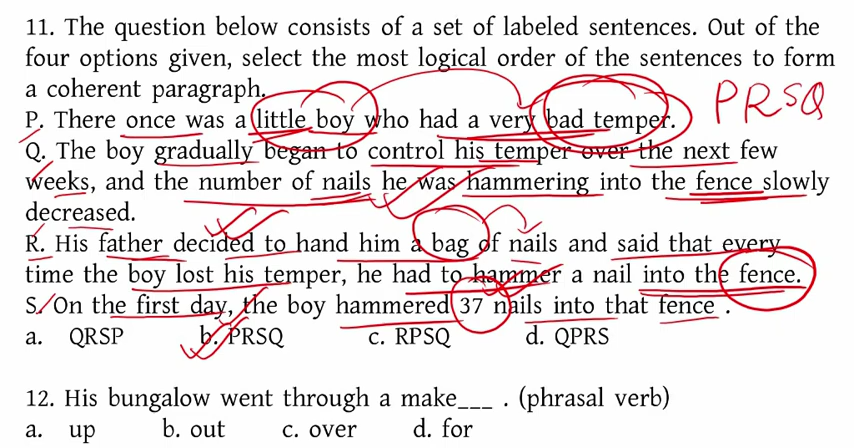 11. The question below consists of a set of labeled sentences. Out of the
four options given, select the most logical order of the sentences to form
a coherent paragraph.
P. There once was a little boy who had a very bad temper. PRSQ
Q. The boy gradually began to control his temper over the next few
weeks, and the number of nails he was hammering into the fence slowly
decreased.
R. His father decided to hand him a bag of nails and said that every
time the boy lost his temper, he had to hammer a nail into the fence.
S. On the first day, the boy hammered 37 nails into that fence .
a. QRSP b. PRSQ c. RPSQ d. QPRS
12. His bungalow went through a make___ . (phrasal verb)
a. up b. out c. over d. for